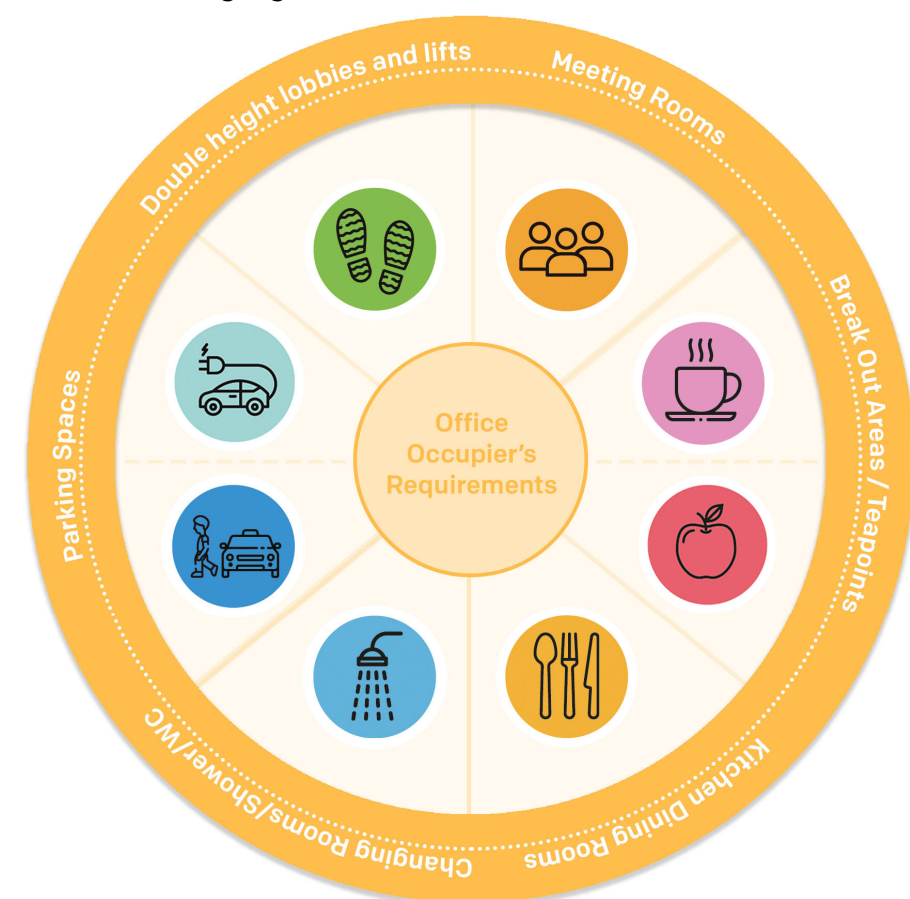 Double height lobbies and lifts
Meeting Rooms
Break Out Areas / Teapoints
Kitchen Dining Rooms
Changing Rooms/Shower/WC
Parking Spaces
Office
Occupier's
Requirements